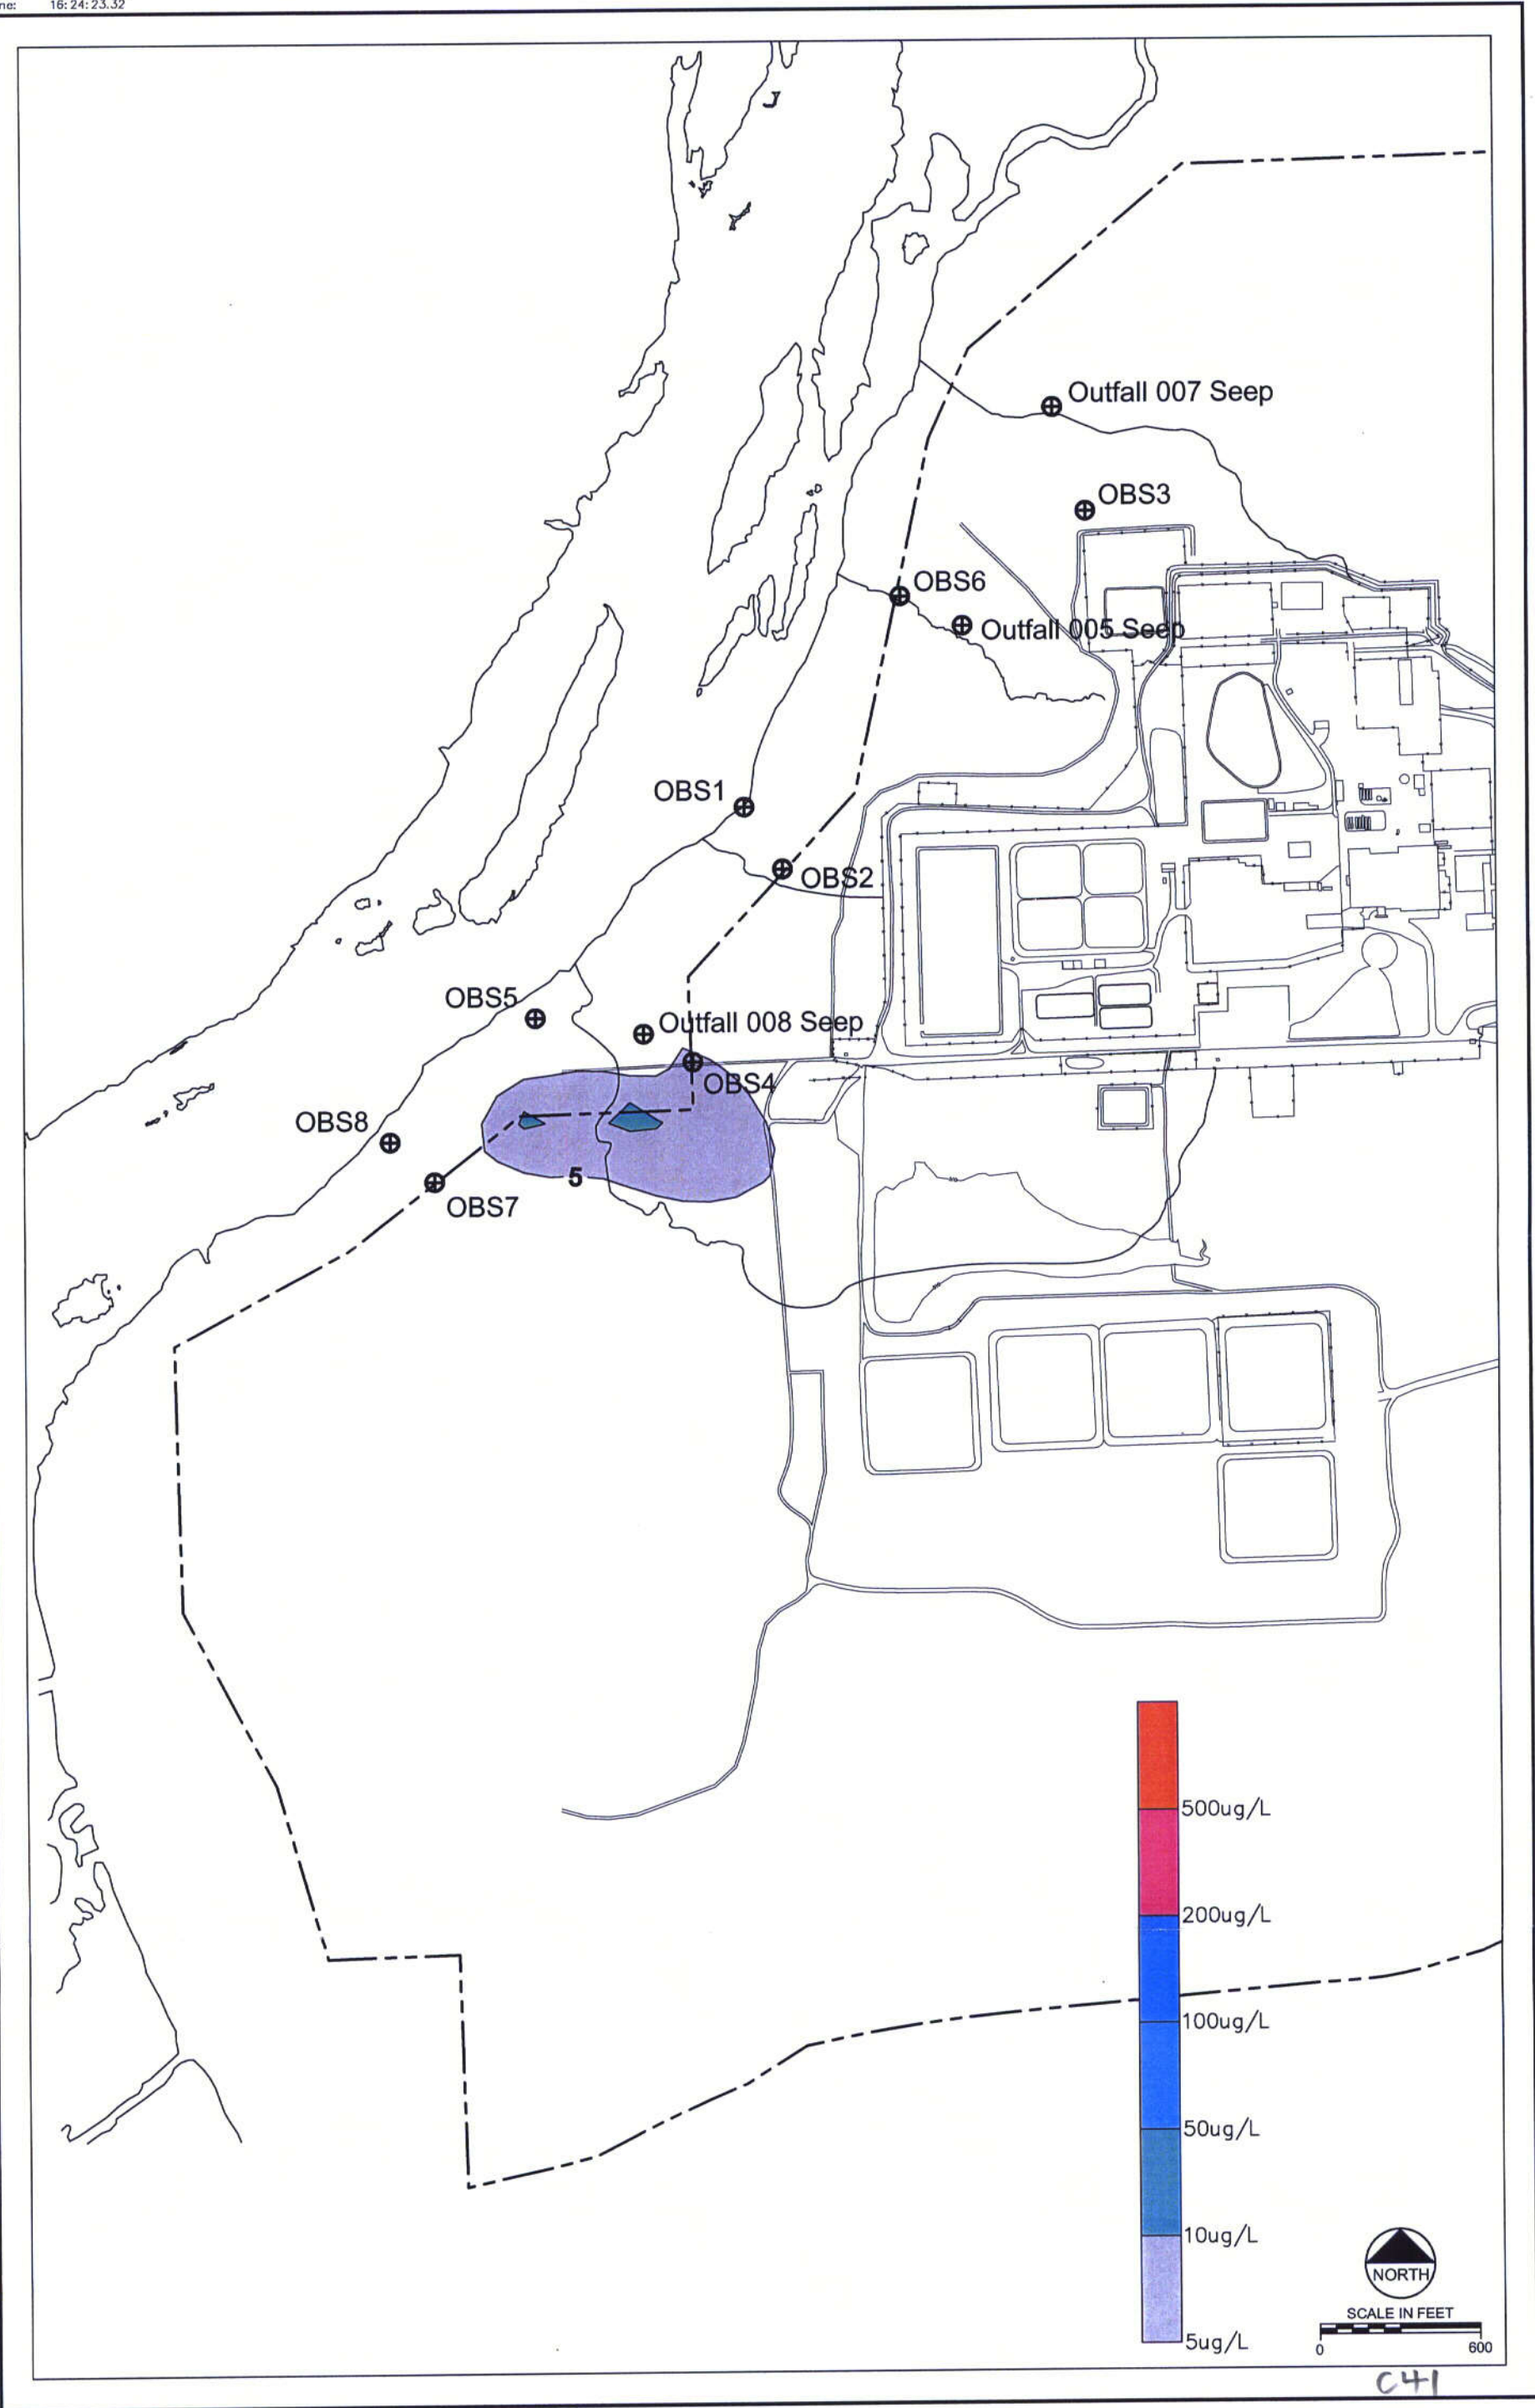 16:24:23.32
Outfall 007 Seep
OBS3
OBS6
Outfall 005 Seep
OBS1
OBS2
OBS5
Outfall 008 Seep
OBS4
OBS8
5
OBS7
500ug/L
200ug/L
100ug/L
50ug/L
10ug/L
5ug/L
NORTH
SCALE IN FEET
0 600
C41